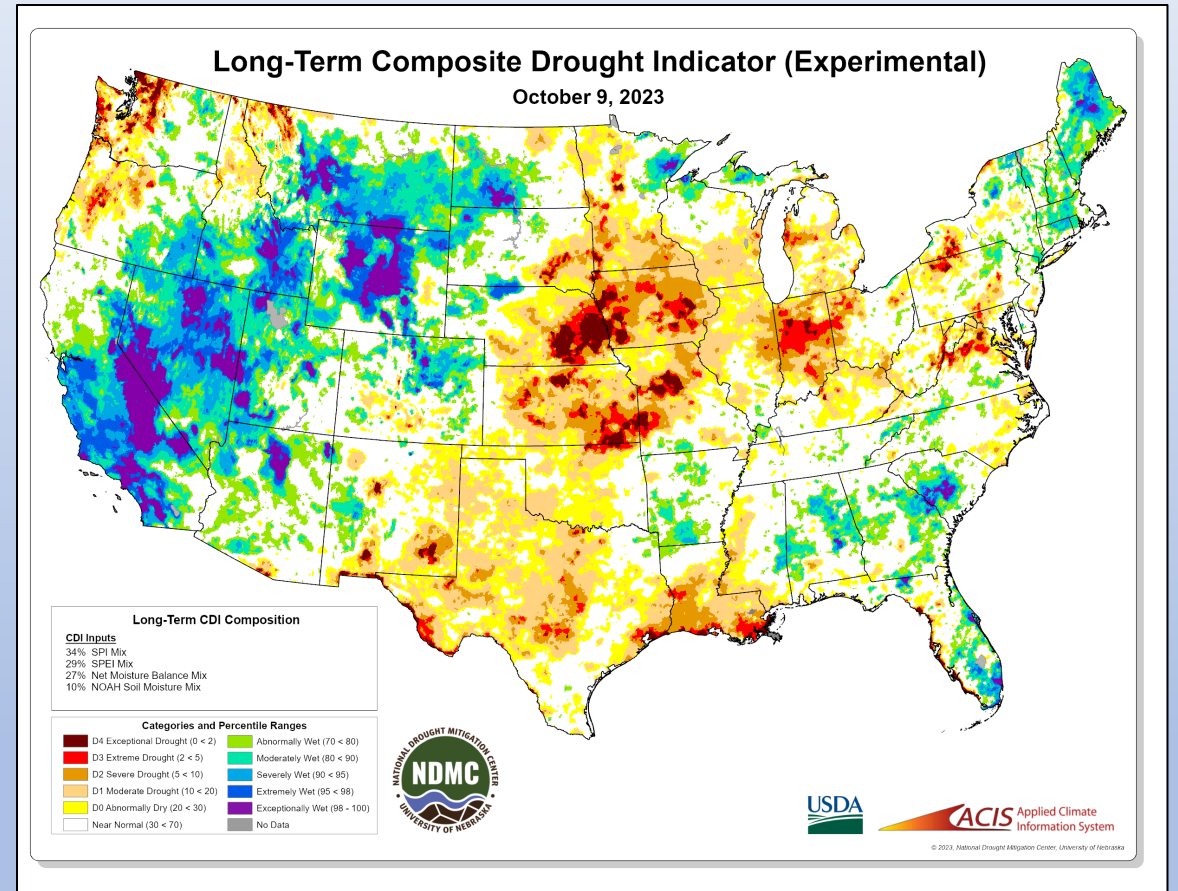 Long-Term Composite Drought Indicator (Experimental)
October 9, 2023
Long-Term CDI Composition
CDI Inputs
34% SPI Mix
29% SPEI Mix
27% Net Moisture Balance Mix
10% NOAH Soil Moisture Mix
Categories and Percentile Ranges
D4 Exceptional Drought (0 < 2)
D3 Extreme Drought (2 < 5)
D2 Severe Drought (5 < 10)
D1 Moderate Drought (10 < 20)
D0 Abnormally Dry (20 < 30)
Near Normal (30 < 70)
Abnormally Wet (70 < 80)
Moderately Wet (80 < 90)
Severely Wet (90 < 95)
Extremely Wet (95 < 98)
Exceptionally Wet (98 - 100)
No Data
NATIONAL DROUGHT MITIGATION CENTER
NDMC
UNIVERSITY OF NEBRASKA
USDA
ACIS Applied Climate
Information System
© 2023, National Drought Mitigation Center, University of Nebraska